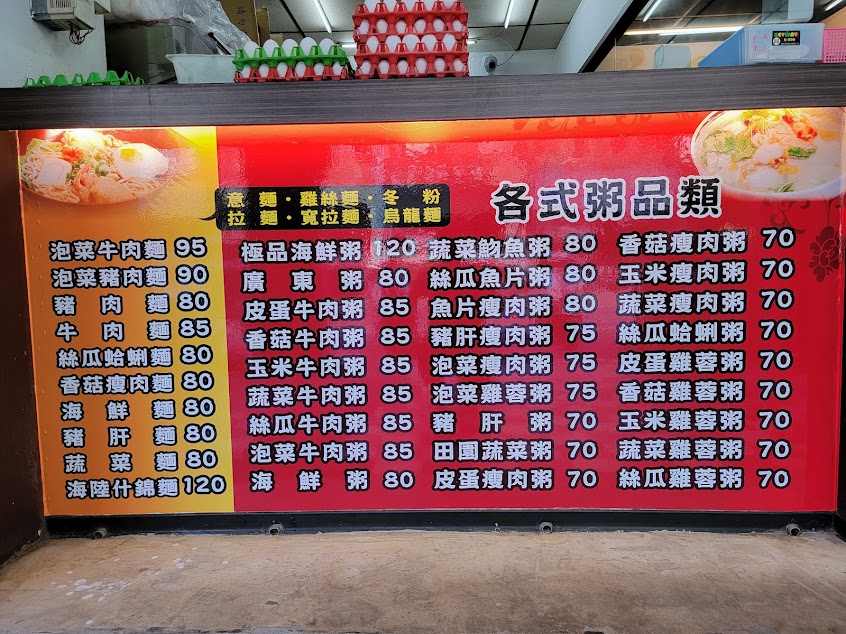 意麵・雞絲麵・冬粉
拉麵・寬拉麵・烏龍麵
各式粥品類
泡菜牛肉麵 95
泡菜豬肉麵 90
豬肉麵 80
牛肉麵 85
絲瓜蛤蜊麵 80
香菇瘦肉麵 80
海鮮麵 80
豬肝麵 80
蔬菜麵 80
海陸什錦麵 120
極品海鮮粥 120
廣東粥 80
皮蛋牛肉粥 85
香菇牛肉粥 85
玉米牛肉粥 85
蔬菜牛肉粥 85
絲瓜牛肉粥 85
泡菜牛肉粥 85
海鮮粥 80
蔬菜魩魚粥 80
絲瓜魚片粥 80
魚片瘦肉粥 80
豬肝瘦肉粥 75
泡菜瘦肉粥 75
泡菜雞蓉粥 75
豬肝粥 70
田園蔬菜粥 70
皮蛋瘦肉粥 70
香菇瘦肉粥 70
玉米瘦肉粥 70
蔬菜瘦肉粥 70
絲瓜蛤蜊粥 70
皮蛋雞蓉粥 70
香菇雞蓉粥 70
玉米雞蓉粥 70
蔬菜雞蓉粥 70
絲瓜雞蓉粥 70